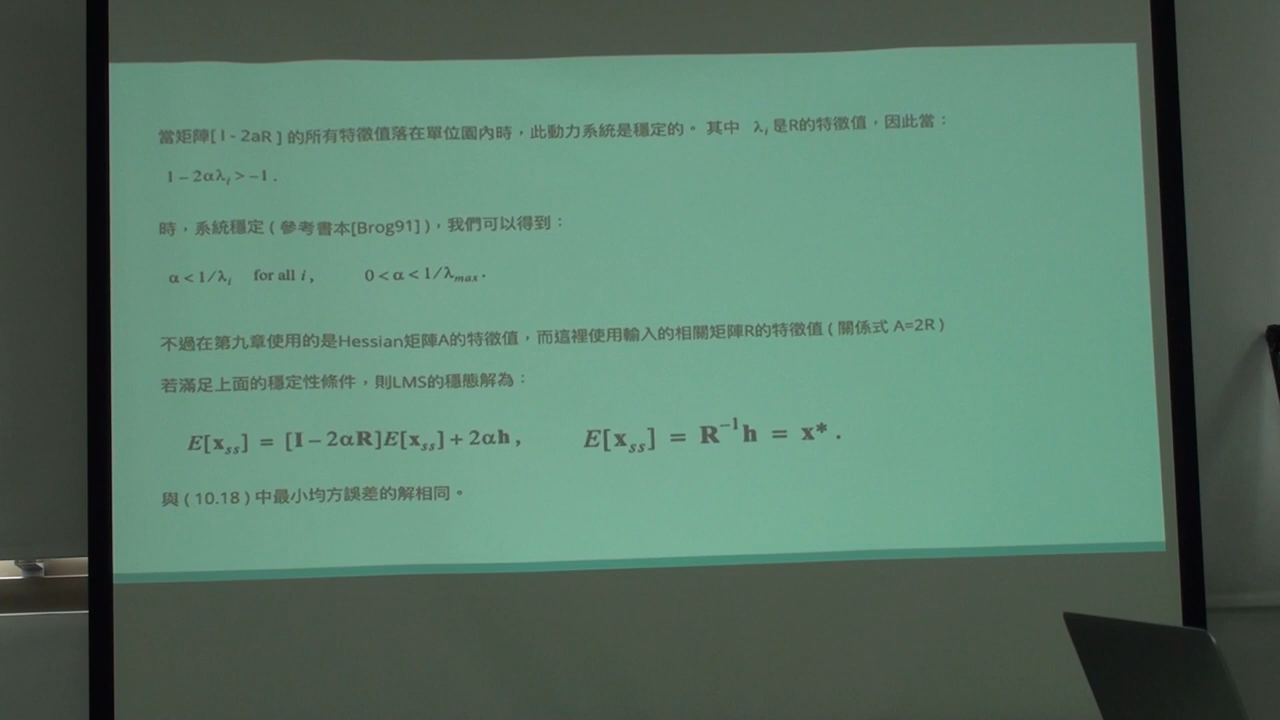 當矩陣[ I - 2aR ] 的所有特徵值落在單位園內時，此動力系統是穩定的。 其中 λᵢ 是R的特徵值，因此當：
1 – 2αλᵢ > –1 .
時，系統穩定 ( 參考書本[Brog91] )，我們可以得到：
α < 1/λᵢ for all i , 0 < α < 1/λₘₐₓ .
不過在第九章使用的是Hessian矩陣A的特徵值，而這裡使用輸入的相關矩陣R的特徵值 ( 關係式 A=2R )
若滿足上面的穩定性條件，則LMS的穩態解為：
E[xₛₛ] = [I – 2αR]E[xₛₛ] + 2αh , E[xₛₛ] = R⁻¹h = x* .
與 ( 10.18 ) 中最小均方誤差的解相同。